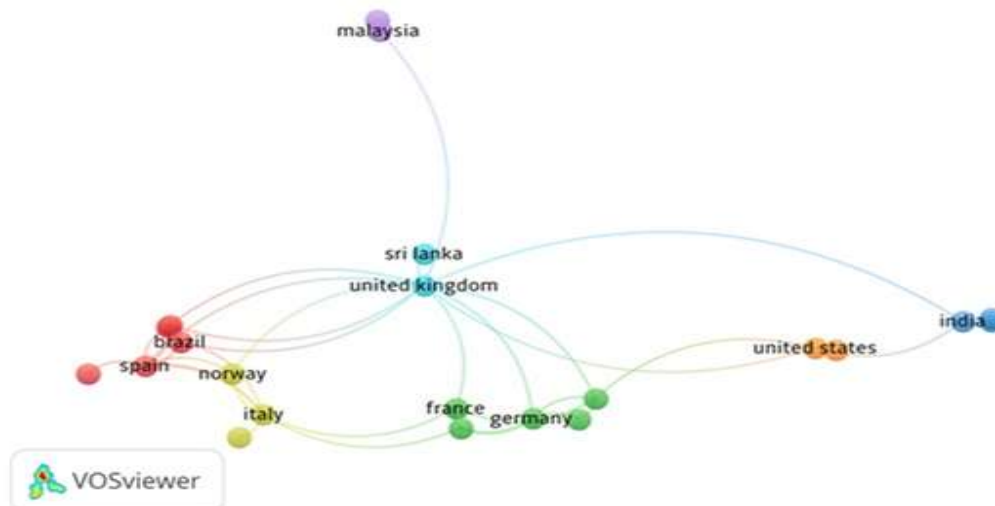 malaysia
sri lanka
united kingdom
brazil
spain
norway
italy
france
germany
united states
india
VOSviewer